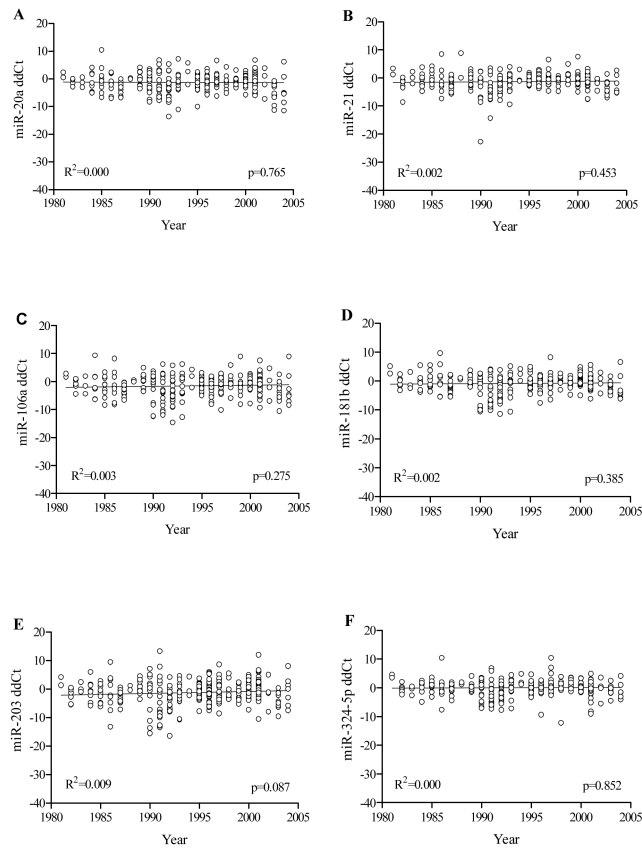 A
miR-20a ddCt
20
10
0
-10
-20
-30
-40
R²=0.000
p=0.765
1980 1985 1990 1995 2000 2005
Year
B
miR-21 ddCt
20
10
0
-10
-20
-30
-40
R²=0.002
p=0.453
1980 1985 1990 1995 2000 2005
Year
C
miR-106a ddCt
20
10
0
-10
-20
-30
-40
R²=0.003
p=0.275
1980 1985 1990 1995 2000 2005
Year
D
miR-181b ddCt
20
10
0
-10
-20
-30
-40
R²=0.002
p=0.385
1980 1985 1990 1995 2000 2005
Year
E
miR-203 ddCt
20
10
0
-10
-20
-30
-40
R²=0.009
p=0.087
1980 1985 1990 1995 2000 2005
Year
F
miR-324-5p ddCt
20
10
0
-10
-20
-30
-40
R²=0.000
p=0.852
1980 1985 1990 1995 2000 2005
Year